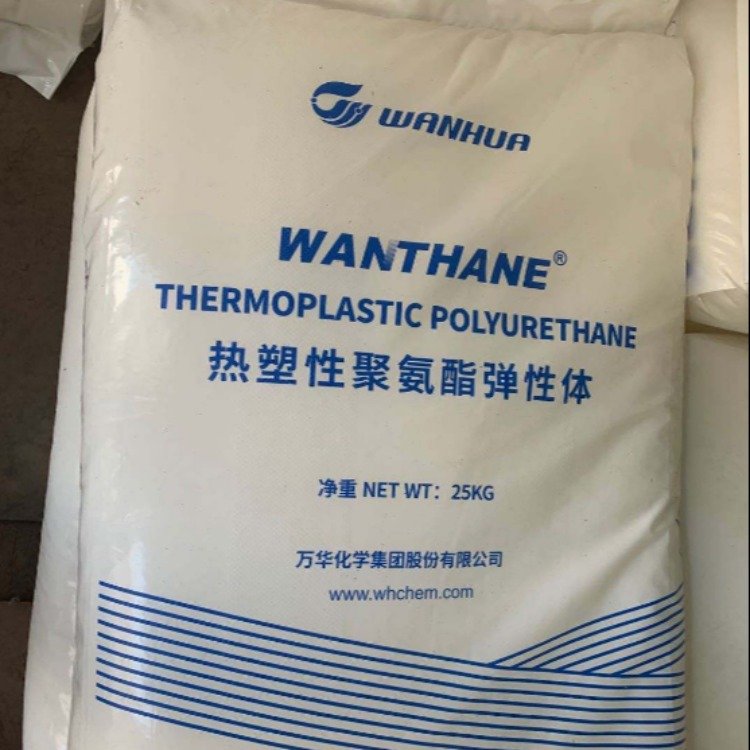 WANHUA
WANTHANE®
THERMOPLASTIC POLYURETHANE
热塑性聚氨酯弹性体
净重 NET WT: 25KG
万华化学集团股份有限公司
www.whchem.com